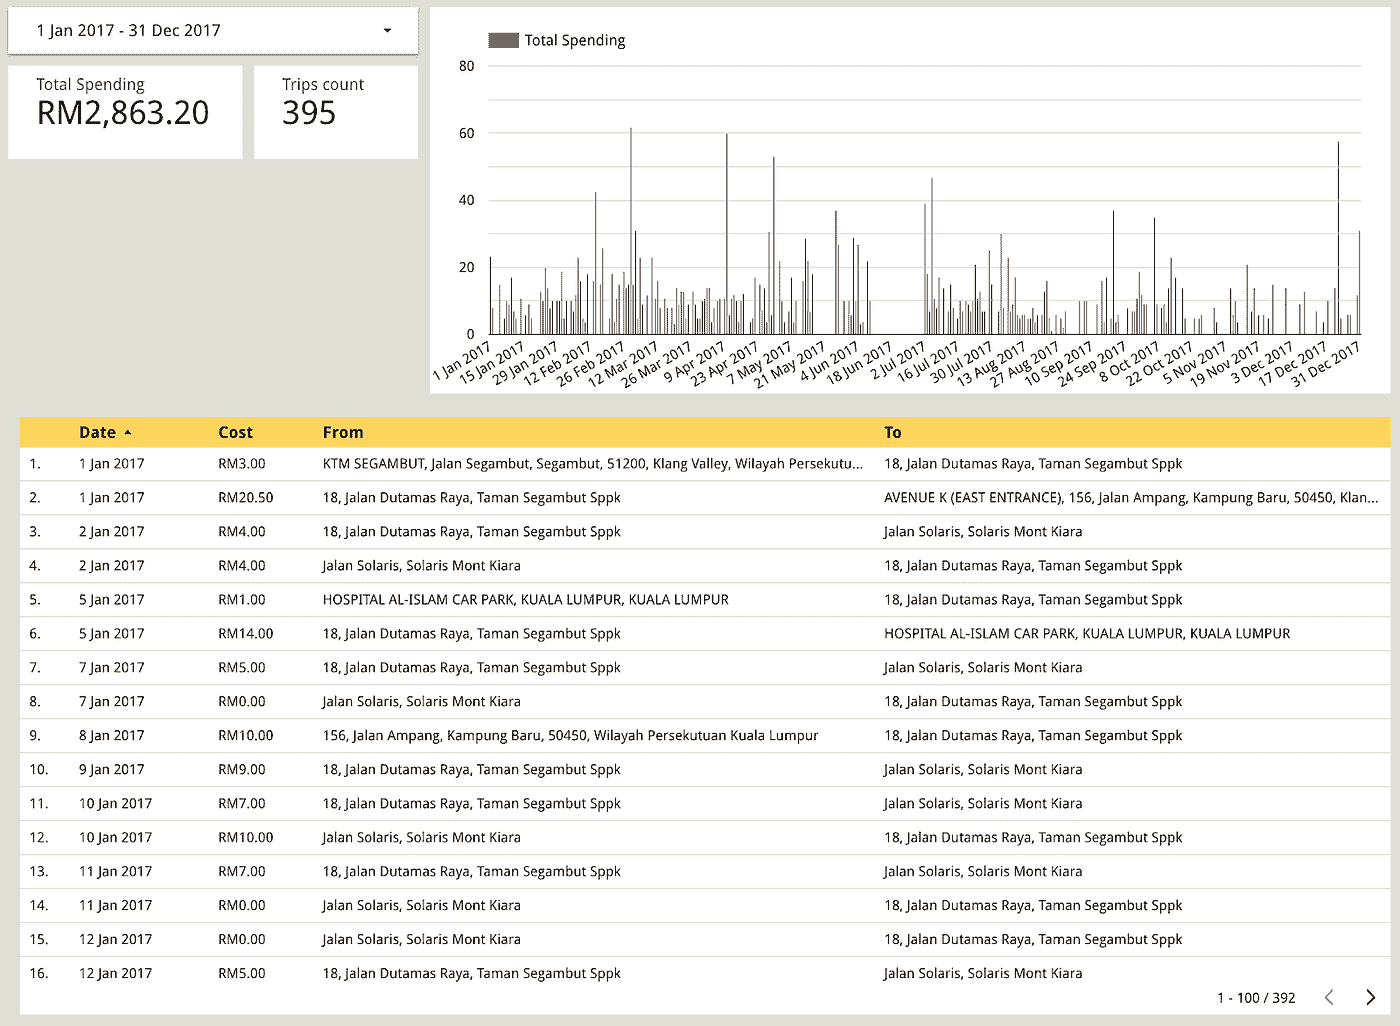 1 Jan 2017 - 31 Dec 2017
Total Spending
RM2,863.20
Trips count
395
Total Spending
80
60
40
20
0
1 Jan 2017 15 Jan 2017 29 Jan 2017 12 Feb 2017 26 Feb 2017 12 Mar 2017 26 Mar 2017 9 Apr 2017 23 Apr 2017 7 May 2017 21 May 2017 4 Jun 2017 18 Jun 2017 2 Jul 2017 16 Jul 2017 30 Jul 2017 13 Aug 2017 27 Aug 2017 10 Sep 2017 24 Sep 2017 8 Oct 2017 22 Oct 2017 5 Nov 2017 19 Nov 2017 3 Dec 2017 17 Dec 2017 31 Dec 2017
Date Cost From To
1. 1 Jan 2017 RM3.00 KTM SEGAMBUT, Jalan Segambut, Segambut, 51200, Klang Valley, Wilayah Persekutu... 18, Jalan Dutamas Raya, Taman Segambut Sppk
2. 1 Jan 2017 RM20.50 18, Jalan Dutamas Raya, Taman Segambut Sppk AVENUE K (EAST ENTRANCE), 156, Jalan Ampang, Kampung Baru, 50450, Klan...
3. 2 Jan 2017 RM4.00 18, Jalan Dutamas Raya, Taman Segambut Sppk Jalan Solaris, Solaris Mont Kiara
4. 2 Jan 2017 RM4.00 Jalan Solaris, Solaris Mont Kiara 18, Jalan Dutamas Raya, Taman Segambut Sppk
5. 5 Jan 2017 RM1.00 HOSPITAL AL-ISLAM CAR PARK, KUALA LUMPUR, KUALA LUMPUR 18, Jalan Dutamas Raya, Taman Segambut Sppk
6. 5 Jan 2017 RM14.00 18, Jalan Dutamas Raya, Taman Segambut Sppk HOSPITAL AL-ISLAM CAR PARK, KUALA LUMPUR, KUALA LUMPUR
7. 7 Jan 2017 RM5.00 18, Jalan Dutamas Raya, Taman Segambut Sppk Jalan Solaris, Solaris Mont Kiara
8. 7 Jan 2017 RM0.00 Jalan Solaris, Solaris Mont Kiara 18, Jalan Dutamas Raya, Taman Segambut Sppk
9. 8 Jan 2017 RM10.00 156, Jalan Ampang, Kampung Baru, 50450, Wilayah Persekutuan Kuala Lumpur 18, Jalan Dutamas Raya, Taman Segambut Sppk
10. 9 Jan 2017 RM9.00 18, Jalan Dutamas Raya, Taman Segambut Sppk Jalan Solaris, Solaris Mont Kiara
11. 10 Jan 2017 RM7.00 18, Jalan Dutamas Raya, Taman Segambut Sppk Jalan Solaris, Solaris Mont Kiara
12. 10 Jan 2017 RM10.00 Jalan Solaris, Solaris Mont Kiara 18, Jalan Dutamas Raya, Taman Segambut Sppk
13. 11 Jan 2017 RM7.00 18, Jalan Dutamas Raya, Taman Segambut Sppk Jalan Solaris, Solaris Mont Kiara
14. 11 Jan 2017 RM0.00 Jalan Solaris, Solaris Mont Kiara 18, Jalan Dutamas Raya, Taman Segambut Sppk
15. 12 Jan 2017 RM0.00 Jalan Solaris, Solaris Mont Kiara 18, Jalan Dutamas Raya, Taman Segambut Sppk
16. 12 Jan 2017 RM5.00 18, Jalan Dutamas Raya, Taman Segambut Sppk Jalan Solaris, Solaris Mont Kiara
1 - 100 / 392